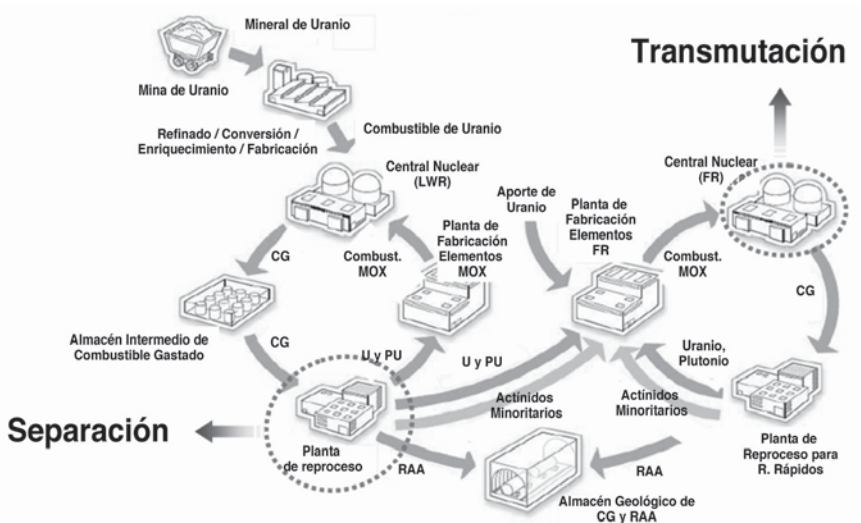 Mineral de Uranio
Mina de Uranio
Refinado / Conversión /
Enriquecimiento / Fabricación
Combustible de Uranio
Transmutación
Central Nuclear
(LWR)
Central Nuclear
(FR)
Aporte de
Uranio
Planta de
Fabricación
Elementos
FR
Planta de
Fabricación
Elementos
MOX
CG
Combust.
MOX
Combust.
MOX
CG
Almacén Intermedio de
Combustible Gastado
CG
U y PU
U y PU
Uranio,
Plutonio
Actínidos
Minoritarios
Actínidos
Minoritarios
Separación
Planta
de reproceso
RAA
RAA
Planta de
Reproceso para
R. Rápidos
Almacén Geológico de
CG y RAA